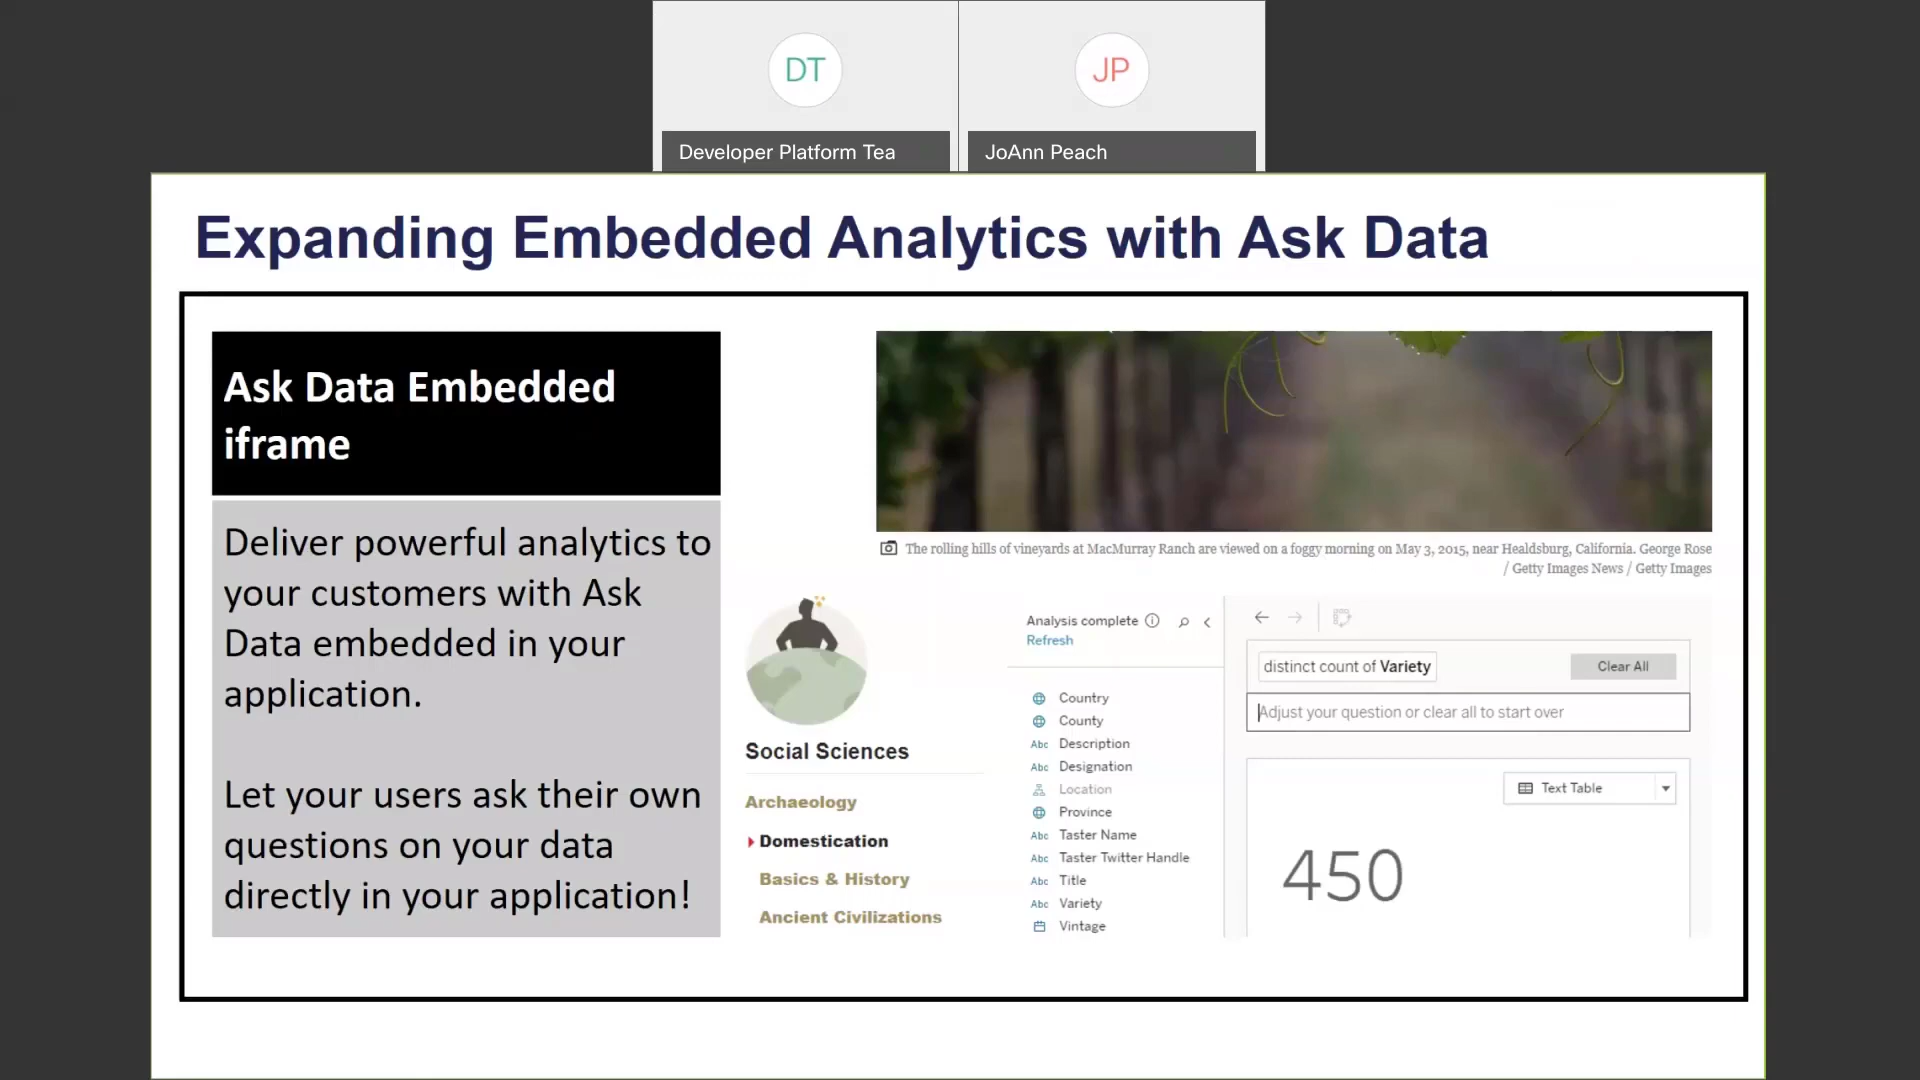 DT
JP
Developer Platform Tea
JoAnn Peach
Expanding Embedded Analytics with Ask Data
Ask Data Embedded
iframe
Deliver powerful analytics to
your customers with Ask
Data embedded in your
application.
Let your users ask their own
questions on your data
directly in your application!
The rolling hills of vineyards at MacMurray Ranch are viewed on a foggy morning on May 3, 2015, near Healdsburg, California. George Rose
/ Getty Images News / Getty Images
Social Sciences
Archaeology
Domestication
Basics & History
Ancient Civilizations
Analysis complete
Refresh
Country
County
Abc Description
Abc Designation
Location
Province
Abc Taster Name
Abc Taster Twitter Handle
Abc Title
Abc Variety
Vintage
distinct count of Variety
Clear All
Adjust your question or clear all to start over
Text Table
450